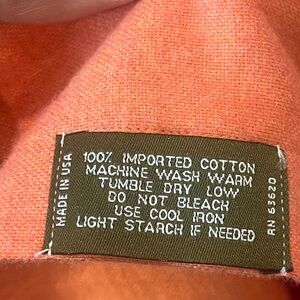 MADE IN USA
100% IMPORTED COTTON
MACHINE WASH WARM
TUMBLE DRY LOW
DO NOT BLEACH
USE COOL IRON
LIGHT STARCH IF NEEDED
RN 63620